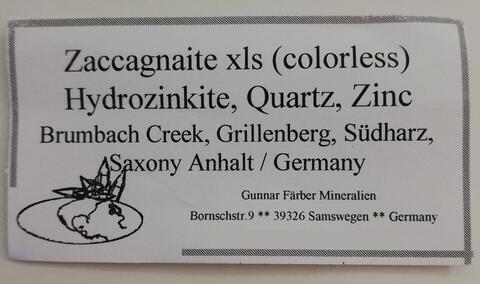 Zaccagnaite xls (colorless)
Hydrozinkite, Quartz, Zinc
Brumbach Creek, Grillenberg, Südharz,
Saxony Anhalt / Germany
Gunnar Färber Mineralien
Bornschstr.9 ** 39326 Samswegen ** Germany